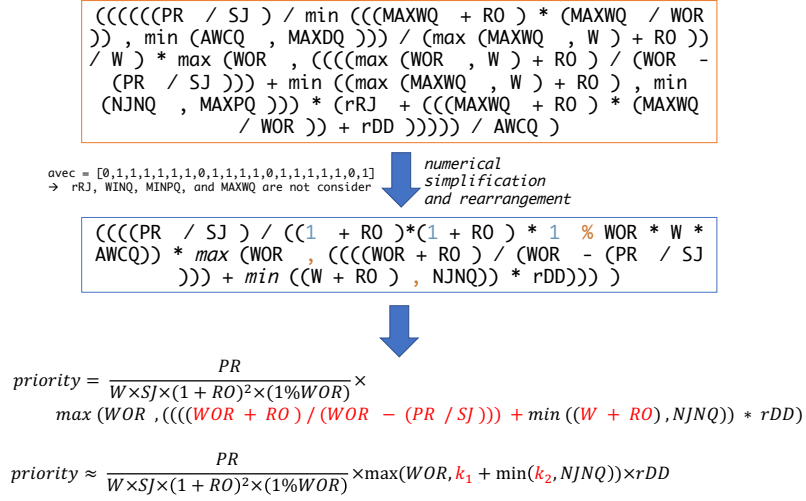 ((((((PR / SJ ) / min (((MAXWQ + RO ) * (MAXWQ / WOR
)) , min (AWCQ , MAXDQ ))) / (max (MAXWQ , W ) + RO ))
/ W ) * max (WOR , ((((max (WOR , W ) + RO ) / (WOR -
(PR / SJ ))) + min ((max (MAXWQ , W ) + RO ) , min
(NJNQ , MAXPQ ))) * (rRJ + (((MAXWQ + RO ) * (MAXWQ
/ WOR )) + rDD ))))) / AWCQ )
avec = [0,1,1,1,1,1,1,0,1,1,1,1,0,1,1,1,1,1,0,1]
→ rRJ, WINQ, MINPQ, and MAXWQ are not consider
numerical
simplification
and rearrangement
((((PR / SJ ) / ((1 + RO )*(1 + RO ) * 1 % WOR * W *
AWCQ)) * max (WOR , ((((WOR + RO ) / (WOR - (PR / SJ
))) + min ((W + RO ) , NJNQ)) * rDD))) )
priority = PR / W×SJ×(1 + RO)²×(1%WOR) ×
max (WOR ,((((WOR + RO ) / (WOR − (PR / SJ ))) + min ((W + RO) , NJNQ)) * rDD)
priority ≈ PR / W×SJ×(1 + RO)²×(1%WOR) ×max(WOR, k₁ + min(k₂, NJNQ))×rDD